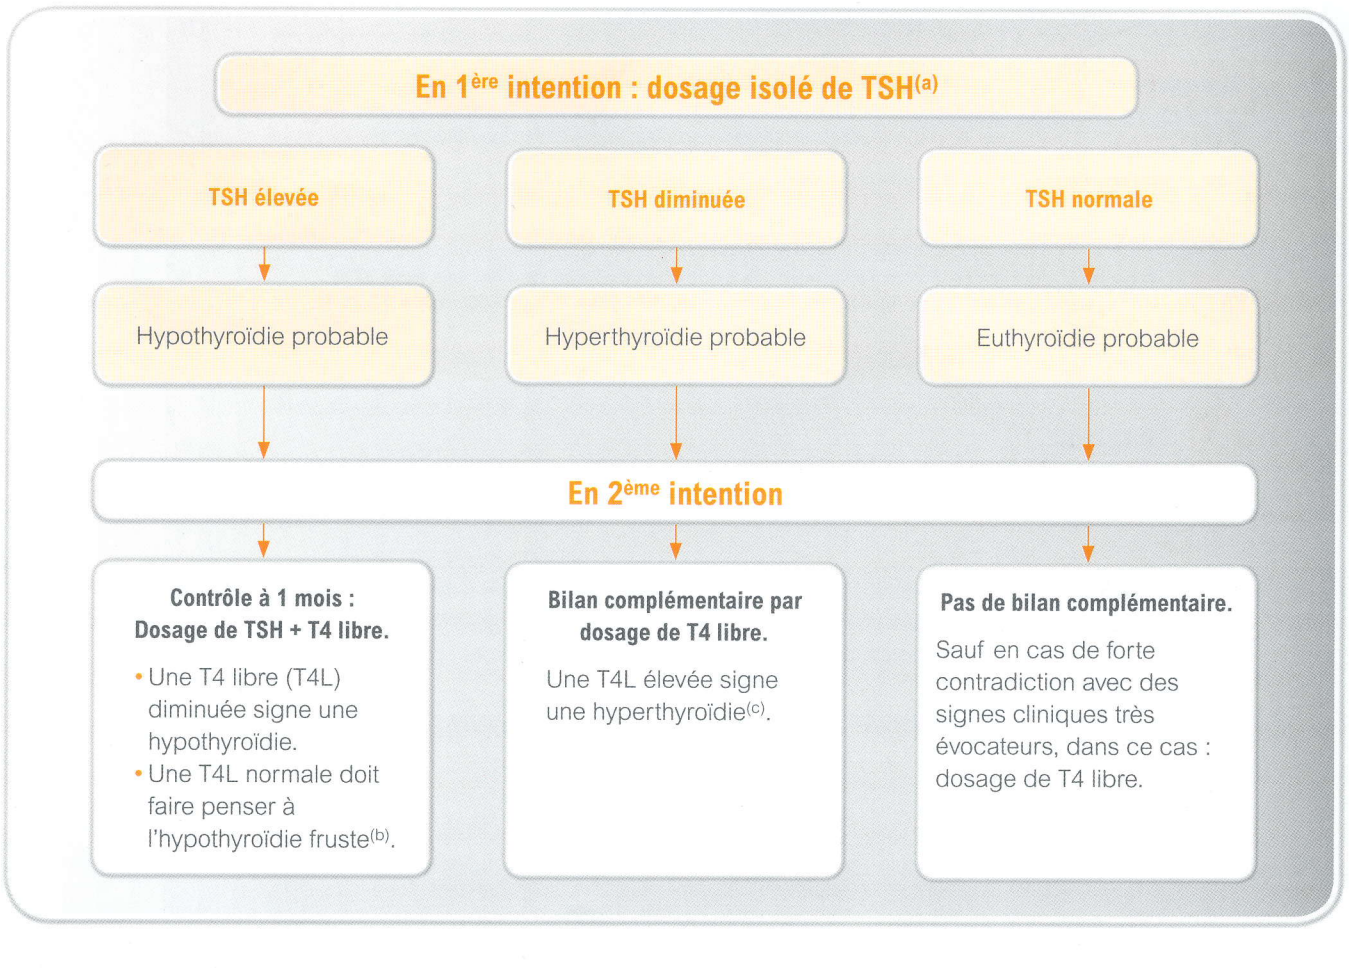 En 1ère intention : dosage isolé de TSH(a)
TSH élevée
TSH diminuée
TSH normale
Hypothyroïdie probable
Hyperthyroïdie probable
Euthyroïdie probable
En 2ème intention
Contrôle à 1 mois :
Dosage de TSH + T4 libre.
• Une T4 libre (T4L)
diminuée signe une
hypothyroïdie.
• Une T4L normale doit
faire penser à
l'hypothyroïdie fruste(b).
Bilan complémentaire par
dosage de T4 libre.
Une T4L élevée signe
une hyperthyroïdie(c).
Pas de bilan complémentaire.
Sauf en cas de forte
contradiction avec des
signes cliniques très
évocateurs, dans ce cas :
dosage de T4 libre.